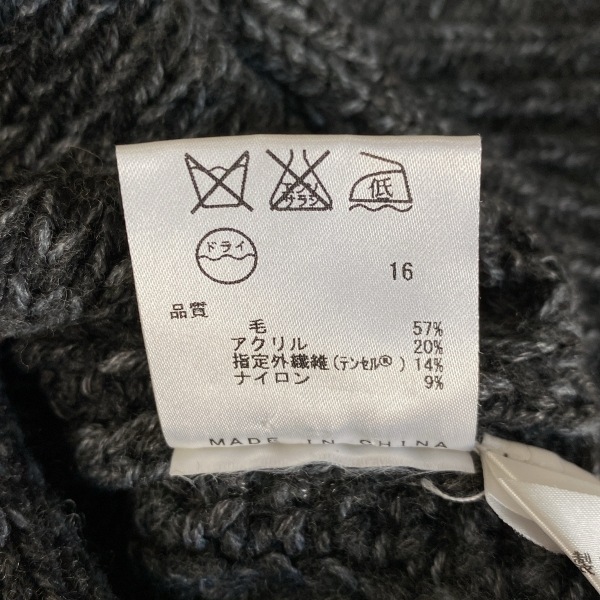 エンソ
サラシ
低
ドライ
16
品質
毛 57%
アクリル 20%
指定外繊維(テンセル®) 14%
ナイロン 9%
MADE IN CHINA
製